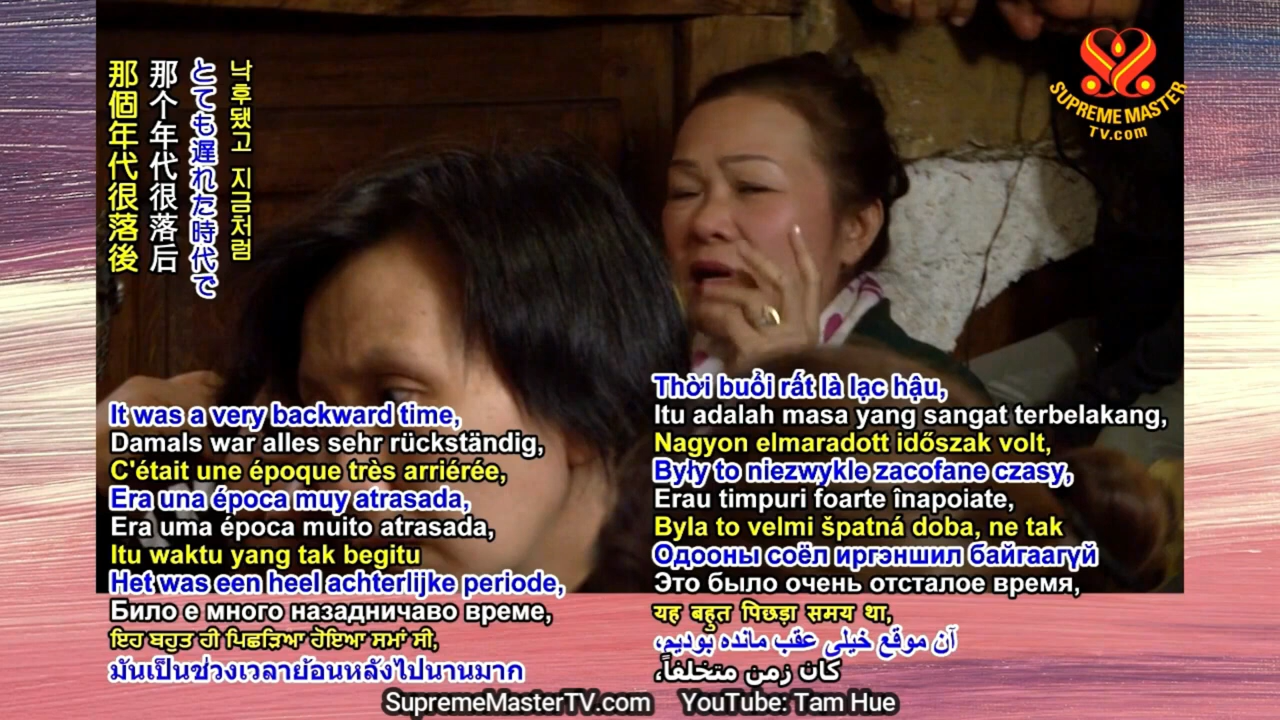 那個年代很落後
那个年代很落后
とても遅れた時代で
낙후됐고 지금처럼
SUPREME MASTER
TV.com
It was a very backward time,
Damals war alles sehr rückständig,
C'était une époque très arriérée,
Era una época muy atrasada,
Era uma época muito atrasada,
Itu waktu yang tak begitu
Het was een heel achterlijke periode,
Било е много назадничаво време,
ਇਹ ਬਹੁਤ ਹੀ ਪਿਛੜਿਆ ਹੋਇਆ ਸਮਾਂ ਸੀ,
มันเป็นช่วงเวลาย้อนหลังไปนานมาก
Thời buổi rất là lạc hậu,
Itu adalah masa yang sangat terbelakang,
Nagyon elmaradott időszak volt,
Były to niezwykle zacofane czasy,
Erau timpuri foarte înapoiate,
Byla to velmi špatná doba, ne tak
Одооны соёл иргэншил байгаагүй
Это было очень отсталое время,
यह बहुत पिछड़ा समय था,
آن موقع خیلی عقب مانده بودیم،
كان زمن متخلفاً،
SupremeMasterTV.com YouTube: Tam Hue